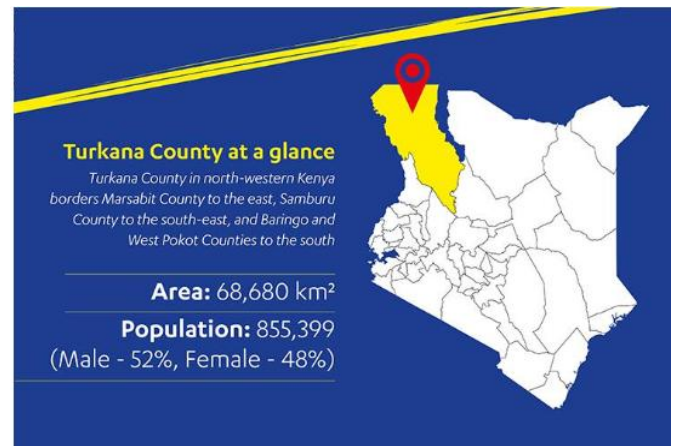 Turkana County at a glance
Turkana County in north-western Kenya
borders Marsabit County to the east, Samburu
County to the south-east, and Baringo and
West Pokot Counties to the south
Area: 68,680 km²
Population: 855,399
(Male - 52%, Female - 48%)